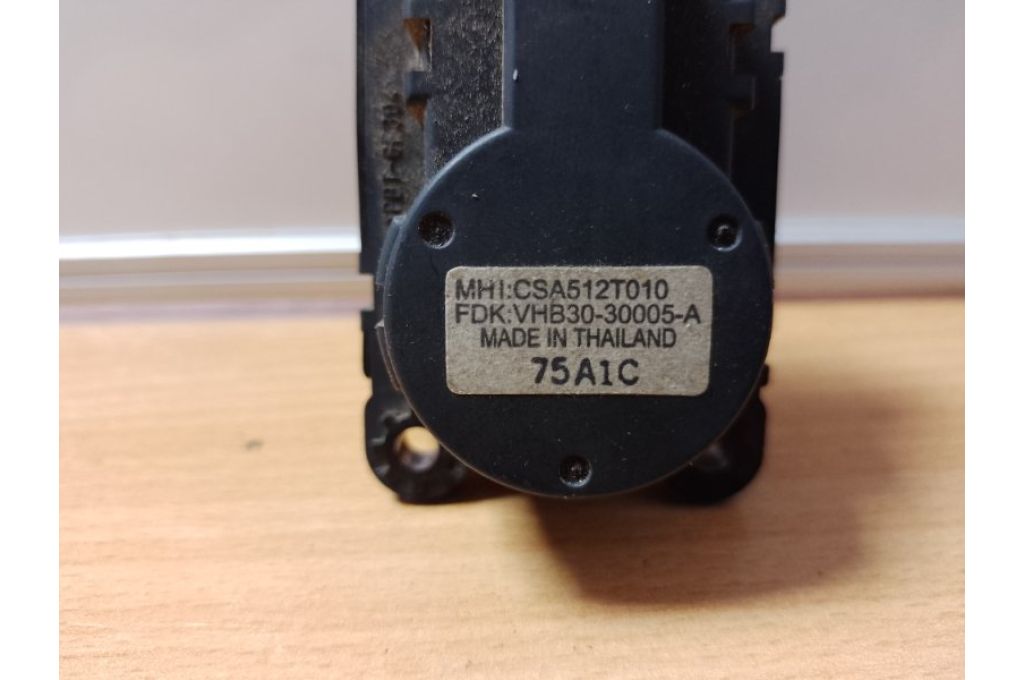 MHI:CSA512T010
FDK:VHB30-30005-A
MADE IN THAILAND
75A1C